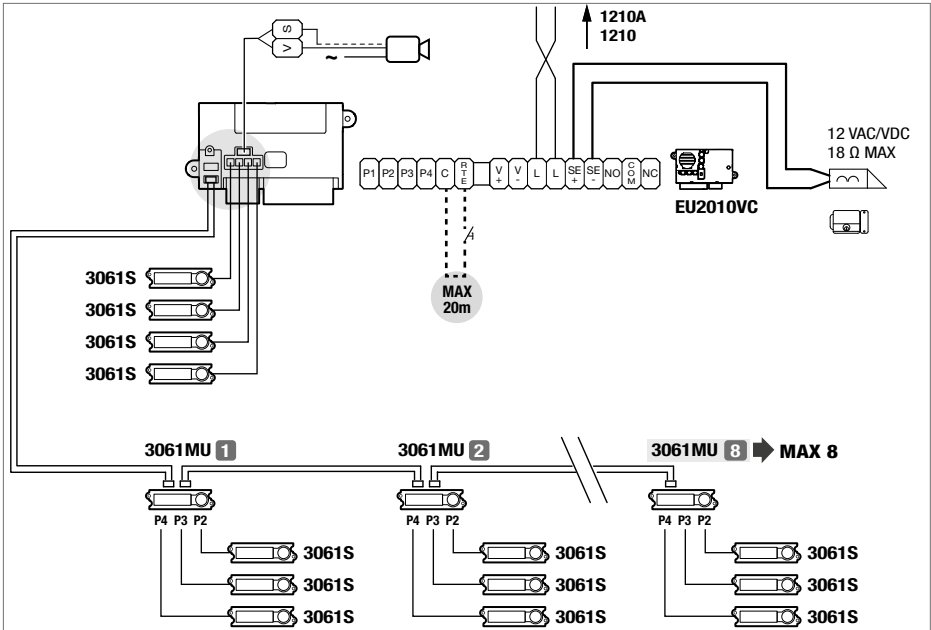 1210A
1210
S
V
~
12 VAC/VDC
18 Ω MAX
P1 P2 P3 P4 C RTE V+ V- L L SE+ SE- NO COM NC
EU2010VC
MAX
20m
3061S
3061S
3061S
3061S
3061MU 1
3061MU 2
3061MU 8 MAX 8
P4 P3 P2
P4 P3 P2
P4 P3 P2
3061S
3061S
3061S
3061S
3061S
3061S
3061S
3061S
3061S